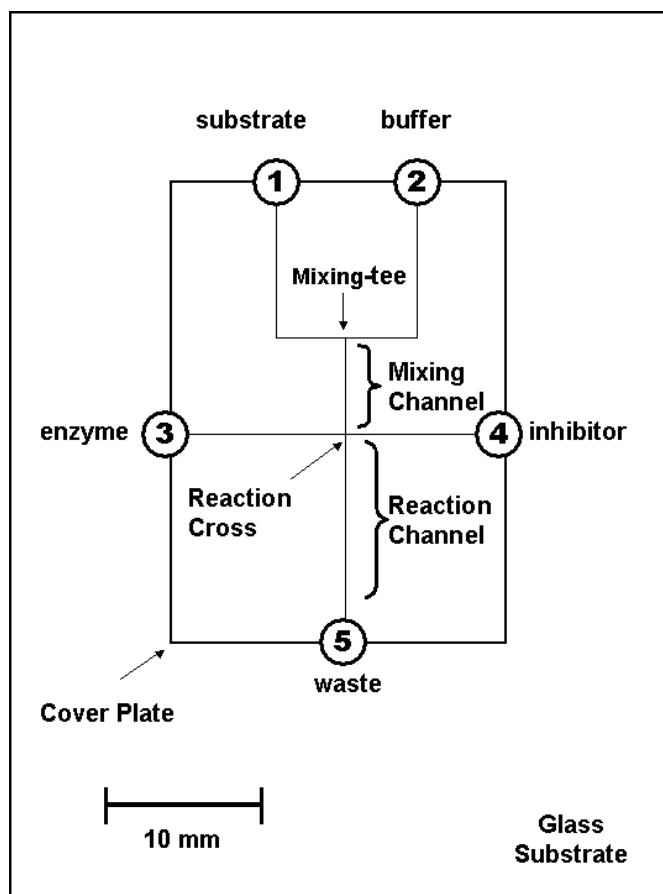 substrate
buffer
1
2
Mixing-tee
Mixing
Channel
enzyme
3
4
inhibitor
Reaction
Cross
Reaction
Channel
5
waste
Cover Plate
10 mm
Glass
Substrate